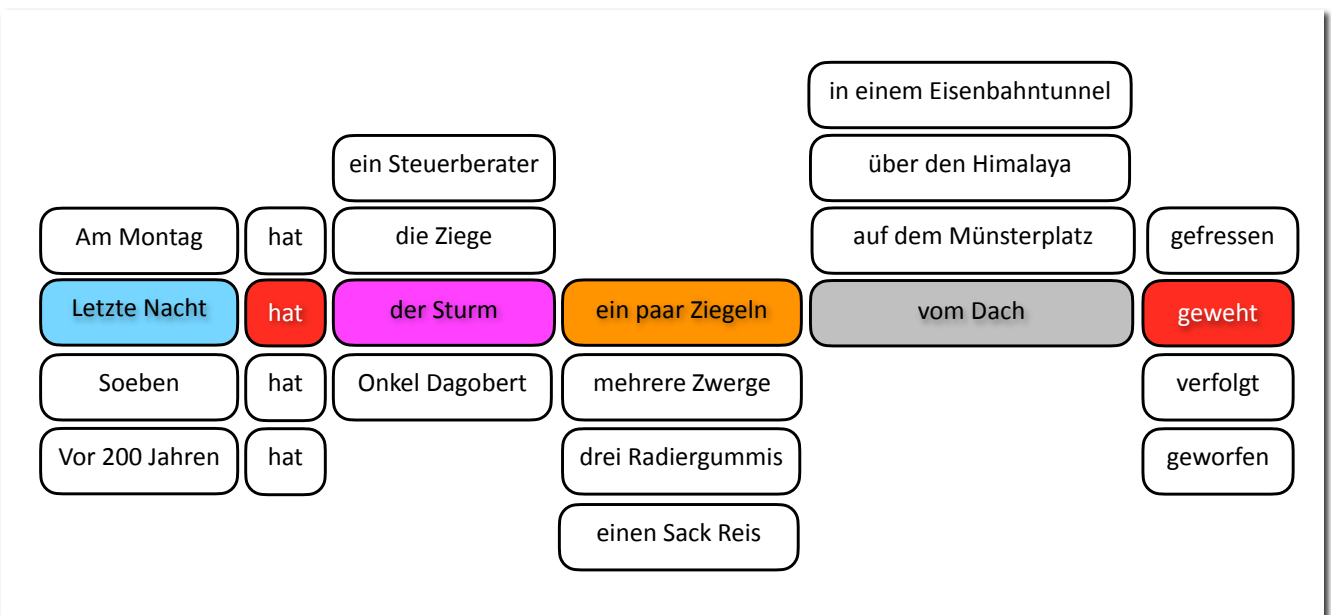 in einem Eisenbahntunnel
ein Steuerberater über den Himalaya
Am Montag hat die Ziege auf dem Münsterplatz gefressen
Letzte Nacht hat der Sturm ein paar Ziegeln vom Dach geweht
Soeben hat Onkel Dagobert mehrere Zwerge verfolgt
Vor 200 Jahren hat drei Radiergummis geworfen
einen Sack Reis